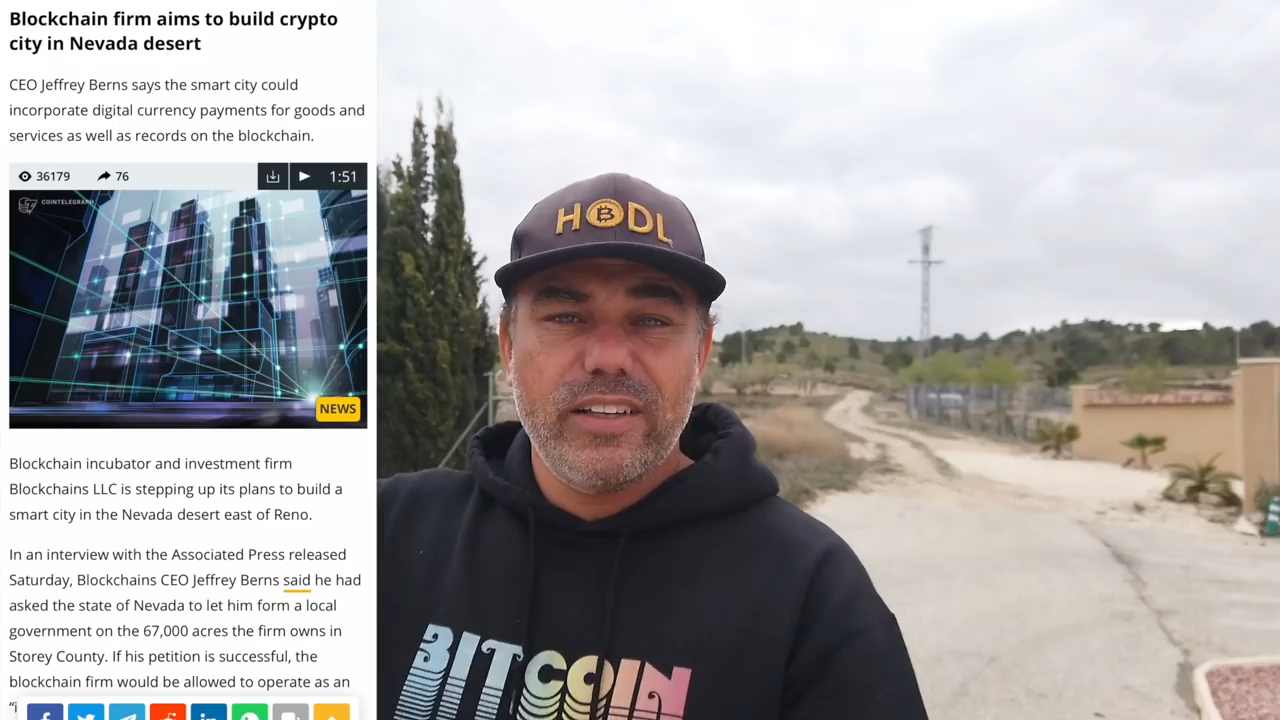 Blockchain firm aims to build crypto
city in Nevada desert
CEO Jeffrey Berns says the smart city could
incorporate digital currency payments for goods and
services as well as records on the blockchain.
36179 76 1:51
COINTELEGRAPH
NEWS
Blockchain incubator and investment firm
Blockchains LLC is stepping up its plans to build a
smart city in the Nevada desert east of Reno.
In an interview with the Associated Press released
Saturday, Blockchains CEO Jeffrey Berns said he had
asked the state of Nevada to let him form a local
government on the 67,000 acres the firm owns in
Storey County. If his petition is successful, the
blockchain firm would be allowed to operate as an
HODL
BITCOIN